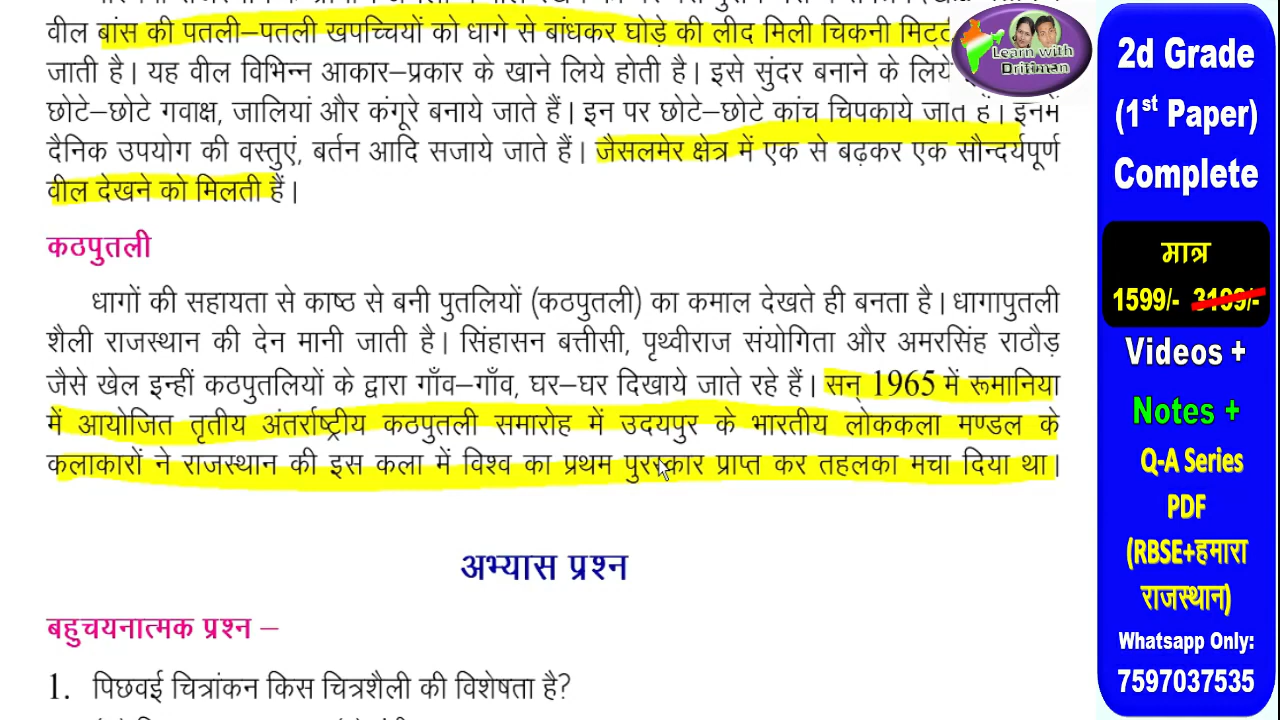 वील बांस की पतली–पतली खपच्चियों को धागे से बांधकर घोड़े की लीद मिली चिकनी
जाती है। यह वील विभिन्न आकार–प्रकार के खाने लिये होती है। इसे सुंदर बनाने के लिये
छोटे–छोटे गवाक्ष, जालियां और कंगूरे बनाये जाते हैं। इन पर छोटे–छोटे कांच चिपकाये जाते हैं। इनमें
दैनिक उपयोग की वस्तुएं, बर्तन आदि सजाये जाते हैं। जैसलमेर क्षेत्र में एक से बढ़कर एक सौन्दर्यपूर्ण
वील देखने को मिलती हैं।
कठपुतली
धागों की सहायता से काष्ठ से बनी पुतलियों (कठपुतली) का कमाल देखते ही बनता है। धागापुतली
शैली राजस्थान की देन मानी जाती है। सिंहासन बत्तीसी, पृथ्वीराज संयोगिता और अमरसिंह राठौड़
जैसे खेल इन्हीं कठपुतलियों के द्वारा गाँव–गाँव, घर–घर दिखाये जाते रहे हैं। सन् 1965 में रूमानिया
में आयोजित तृतीय अंतर्राष्ट्रीय कठपुतली समारोह में उदयपुर के भारतीय लोककला मण्डल के
कलाकारों ने राजस्थान की इस कला में विश्व का प्रथम पुरस्कार प्राप्त कर तहलका मचा दिया था।
अभ्यास प्रश्न
बहुचयनात्मक प्रश्न –
1. पिछवई चित्रांकन किस चित्रशैली की विशेषता है?
Learn with
Dritiman
2d Grade
(1st Paper)
Complete
मात्र
1599/- 3199/-
Videos +
Notes +
Q-A Series
PDF
(RBSE+हमारा
राजस्थान)
Whatsapp Only:
7597037535